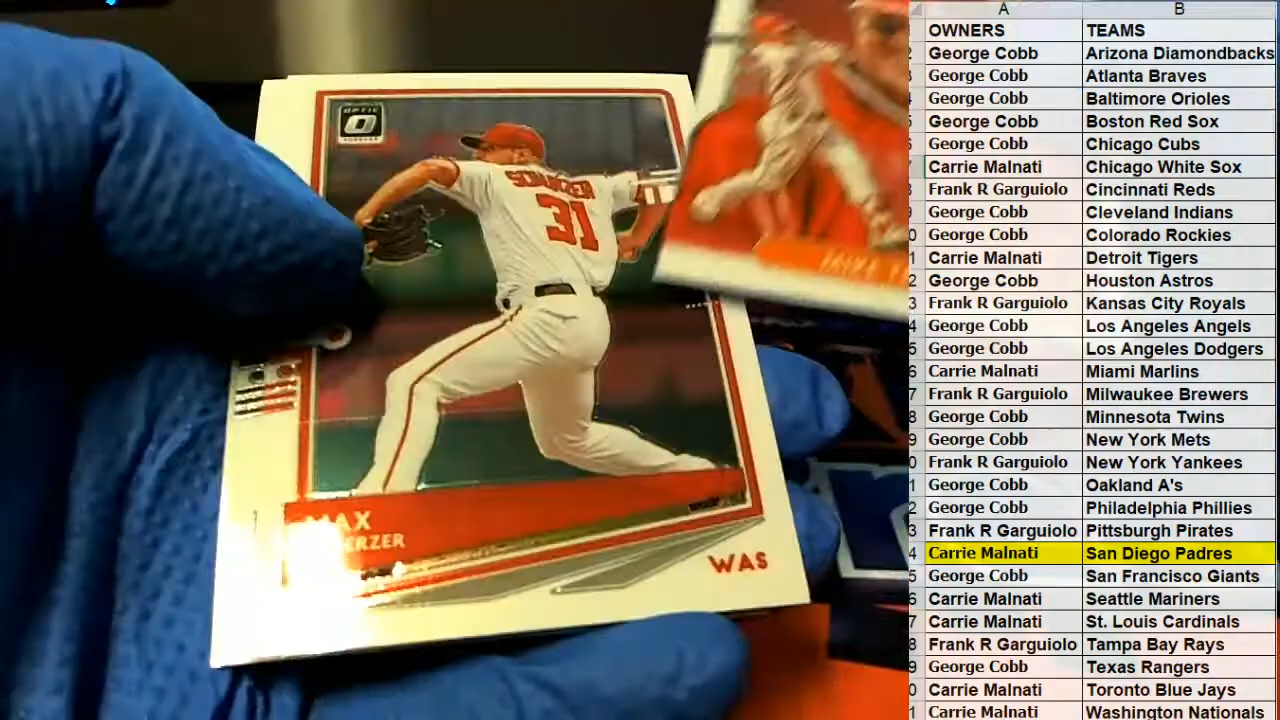 OPTIC
SCHERZER
31
MAX
WAS
MIKE
A B
OWNERS TEAMS
George Cobb Arizona Diamondbacks
George Cobb Atlanta Braves
George Cobb Baltimore Orioles
George Cobb Boston Red Sox
George Cobb Chicago Cubs
Carrie Malnati Chicago White Sox
Frank R Garguiolo Cincinnati Reds
George Cobb Cleveland Indians
George Cobb Colorado Rockies
Carrie Malnati Detroit Tigers
George Cobb Houston Astros
Frank R Garguiolo Kansas City Royals
George Cobb Los Angeles Angels
George Cobb Los Angeles Dodgers
Carrie Malnati Miami Marlins
Frank R Garguiolo Milwaukee Brewers
George Cobb Minnesota Twins
George Cobb New York Mets
Frank R Garguiolo New York Yankees
George Cobb Oakland A's
George Cobb Philadelphia Phillies
Frank R Garguiolo Pittsburgh Pirates
Carrie Malnati San Diego Padres
George Cobb San Francisco Giants
Carrie Malnati Seattle Mariners
Carrie Malnati St. Louis Cardinals
Frank R Garguiolo Tampa Bay Rays
George Cobb Texas Rangers
Carrie Malnati Toronto Blue Jays
Carrie Malnati Washington Nationals